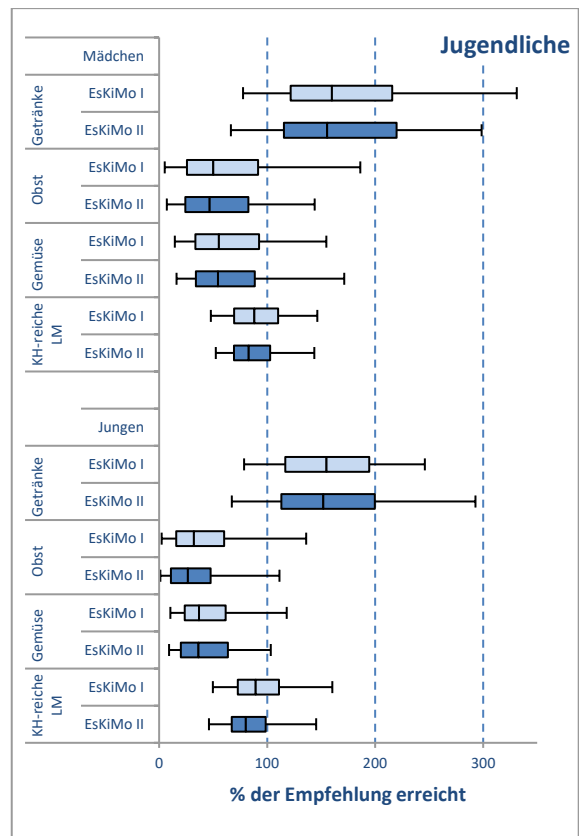 Jugendliche
Mädchen
Getränke
EsKiMo I
EsKiMo II
Obst
EsKiMo I
EsKiMo II
Gemüse
EsKiMo I
EsKiMo II
KH-reiche
LM
EsKiMo I
EsKiMo II
Jungen
Getränke
EsKiMo I
EsKiMo II
Obst
EsKiMo I
EsKiMo II
Gemüse
EsKiMo I
EsKiMo II
KH-reiche
LM
EsKiMo I
EsKiMo II
0 100 200 300
% der Empfehlung erreicht